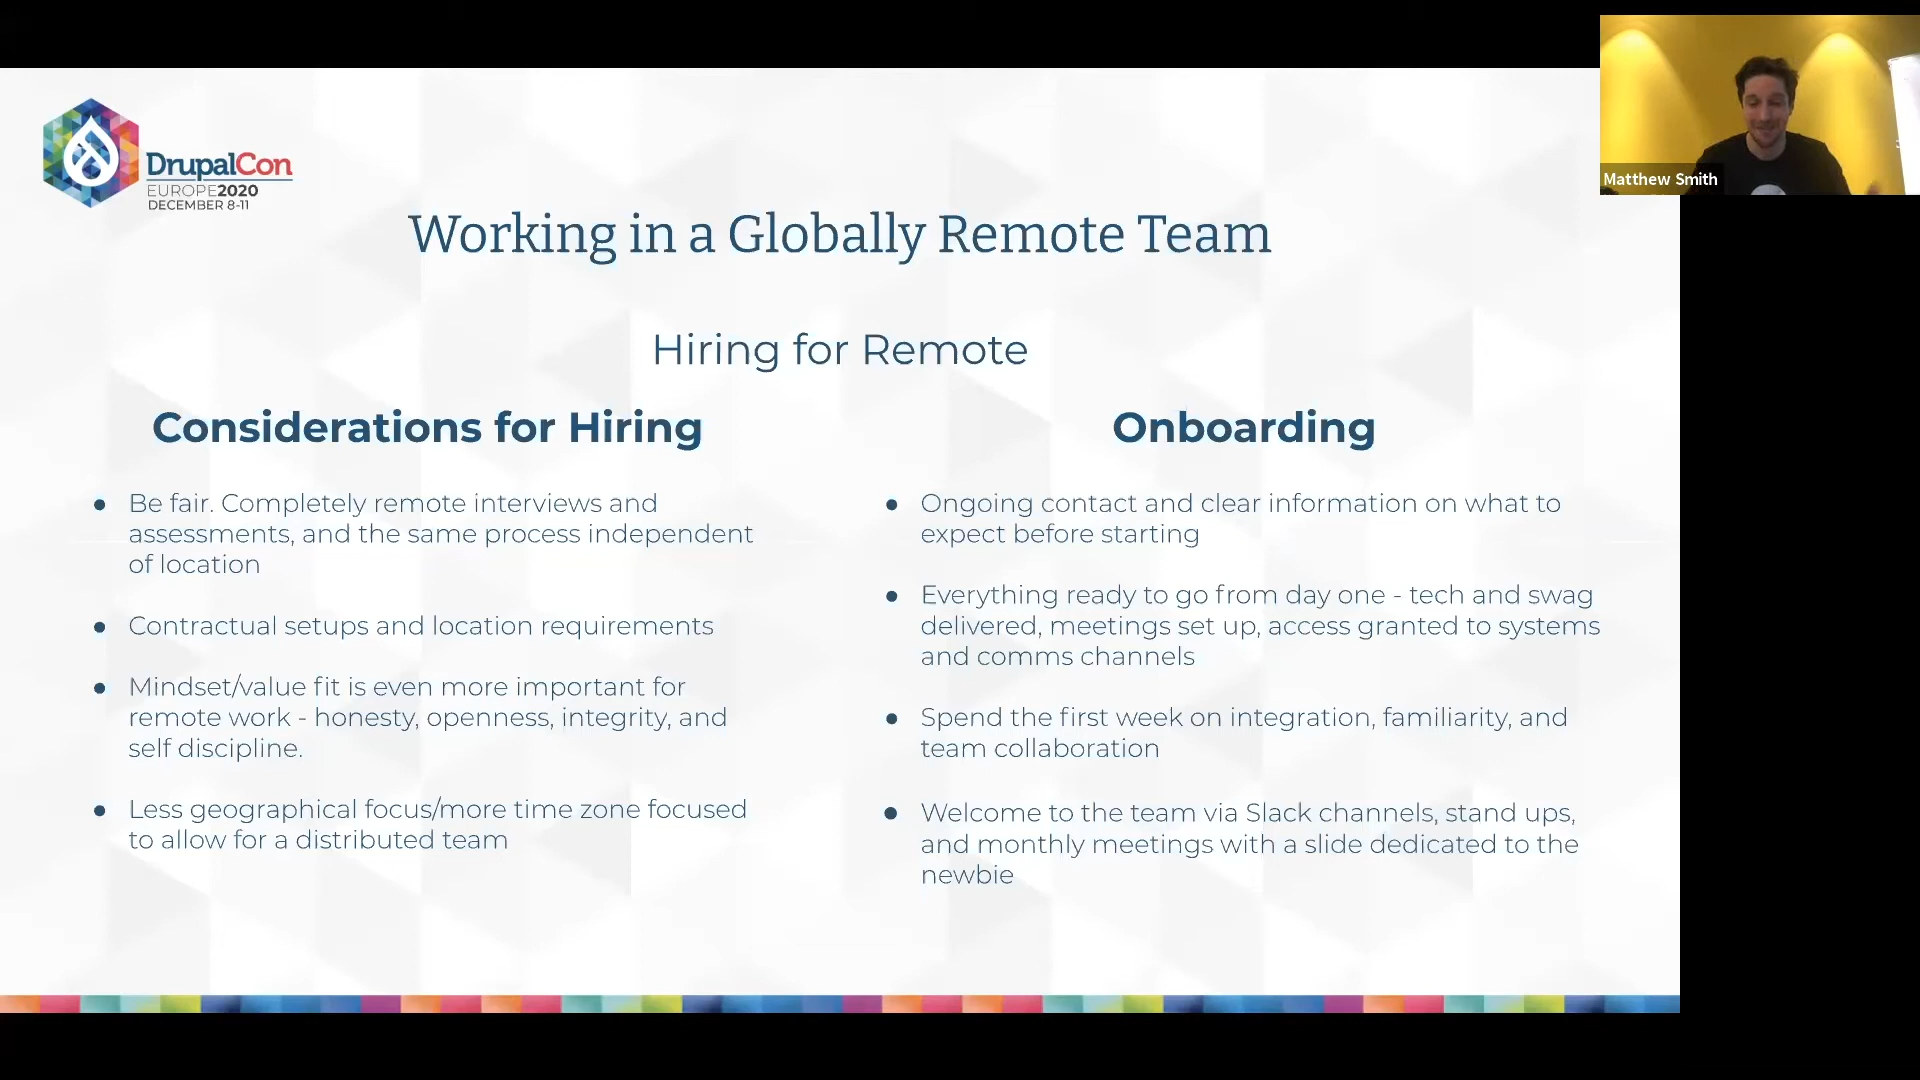 DrupalCon
EUROPE2020
DECEMBER 8-11
Matthew Smith
Working in a Globally Remote Team
Hiring for Remote
Considerations for Hiring
● Be fair. Completely remote interviews and
assessments, and the same process independent
of location
● Contractual setups and location requirements
● Mindset/value fit is even more important for
remote work - honesty, openness, integrity, and
self discipline.
● Less geographical focus/more time zone focused
to allow for a distributed team
Onboarding
● Ongoing contact and clear information on what to
expect before starting
● Everything ready to go from day one - tech and swag
delivered, meetings set up, access granted to systems
and comms channels
● Spend the first week on integration, familiarity, and
team collaboration
● Welcome to the team via Slack channels, stand ups,
and monthly meetings with a slide dedicated to the
newbie